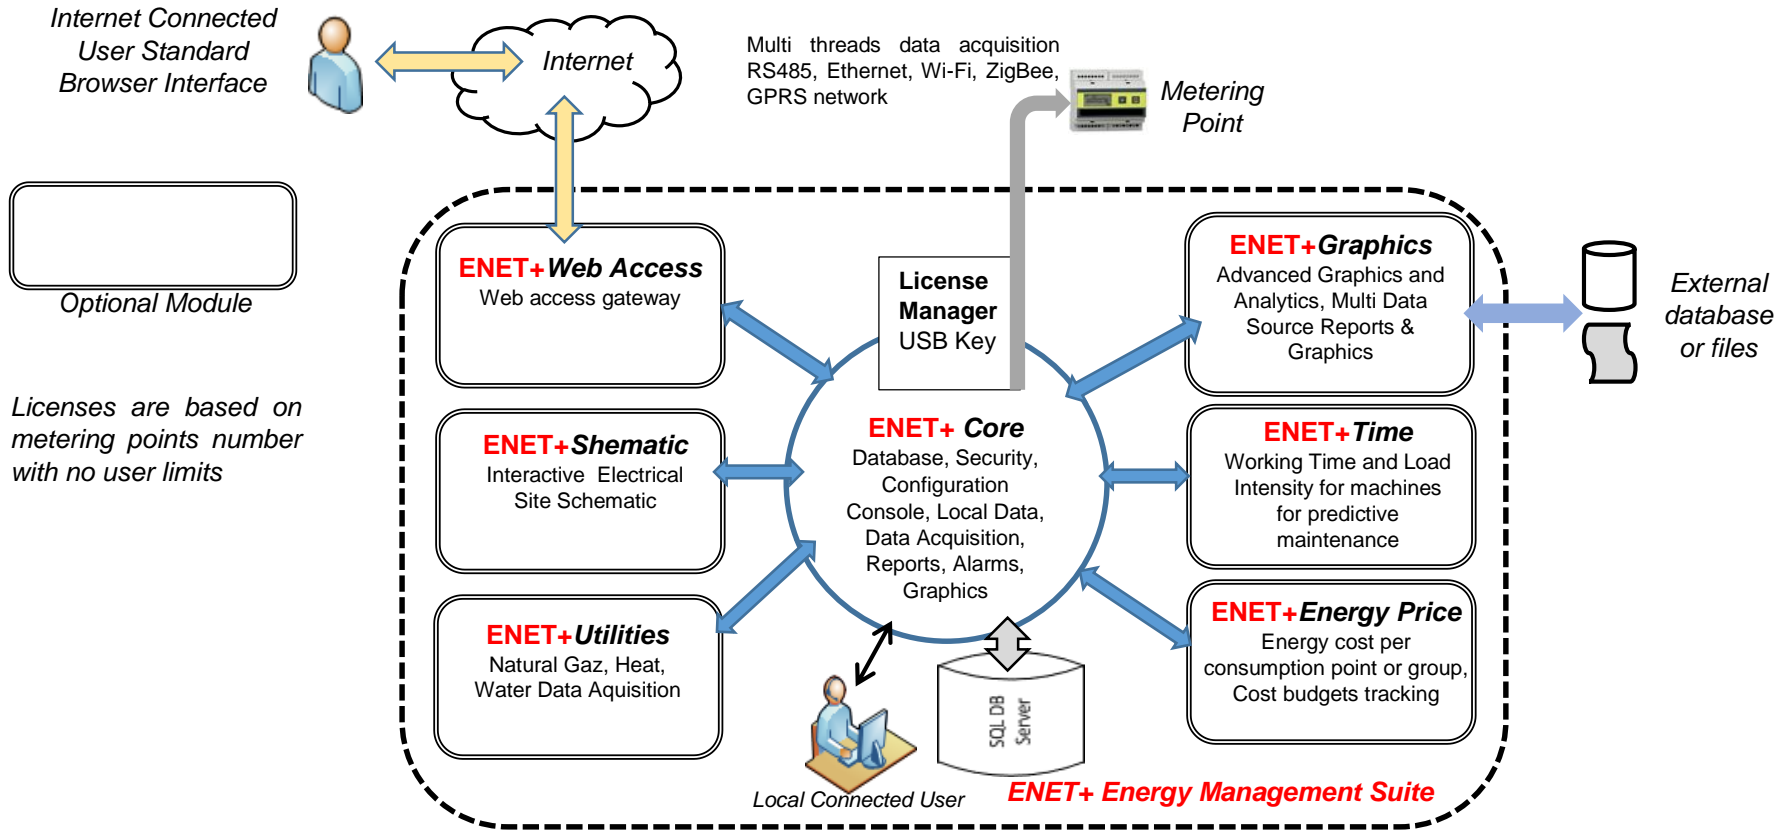 Internet Connected
User Standard
Browser Interface
Internet
Multi threads data acquisition
RS485, Ethernet, Wi-Fi, ZigBee,
GPRS network
Metering
Point
Optional Module
Licenses are based on
metering points number
with no user limits
ENET+Web Access
Web access gateway
ENET+Shematic
Interactive Electrical
Site Schematic
ENET+Utilities
Natural Gaz, Heat,
Water Data Aquisition
License
Manager
USB Key
ENET+ Core
Database, Security,
Configuration
Console, Local Data,
Data Acquisition,
Reports, Alarms,
Graphics
ENET+Graphics
Advanced Graphics and
Analytics, Multi Data
Source Reports &
Graphics
ENET+Time
Working Time and Load
Intensity for machines
for predictive
maintenance
ENET+Energy Price
Energy cost per
consumption point or group,
Cost budgets tracking
External
database
or files
SQL DB
Server
Local Connected User
ENET+ Energy Management Suite